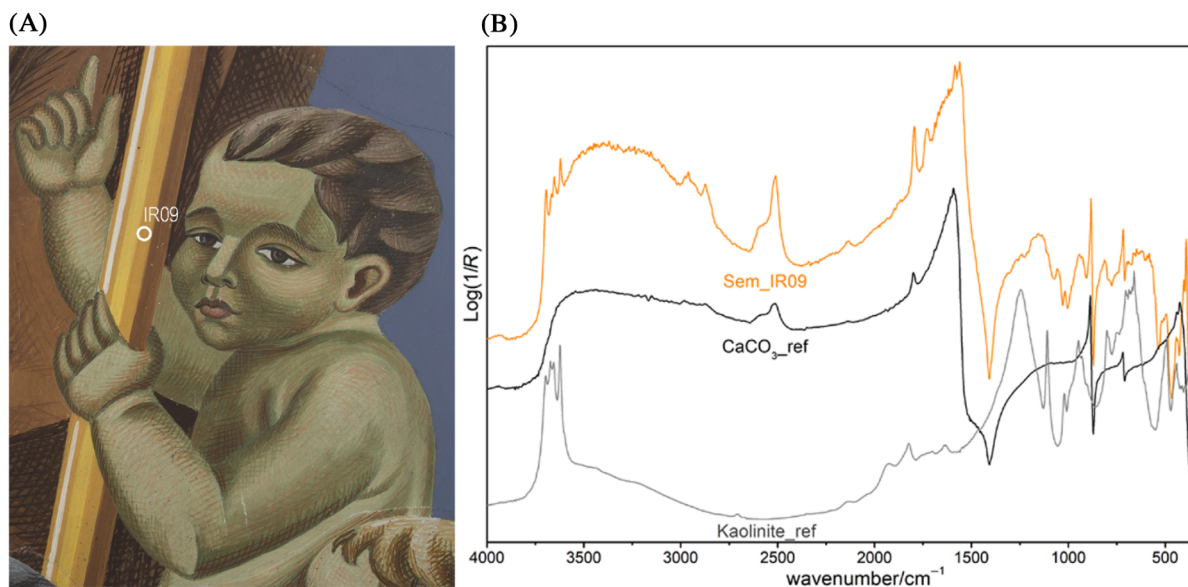 (A)
(B)
IR09
Log(1/R)
Sem_IR09
CaCO₃_ref
Kaolinite_ref
4000 3500 3000 2500 2000 1500 1000 500
wavenumber/cm⁻¹